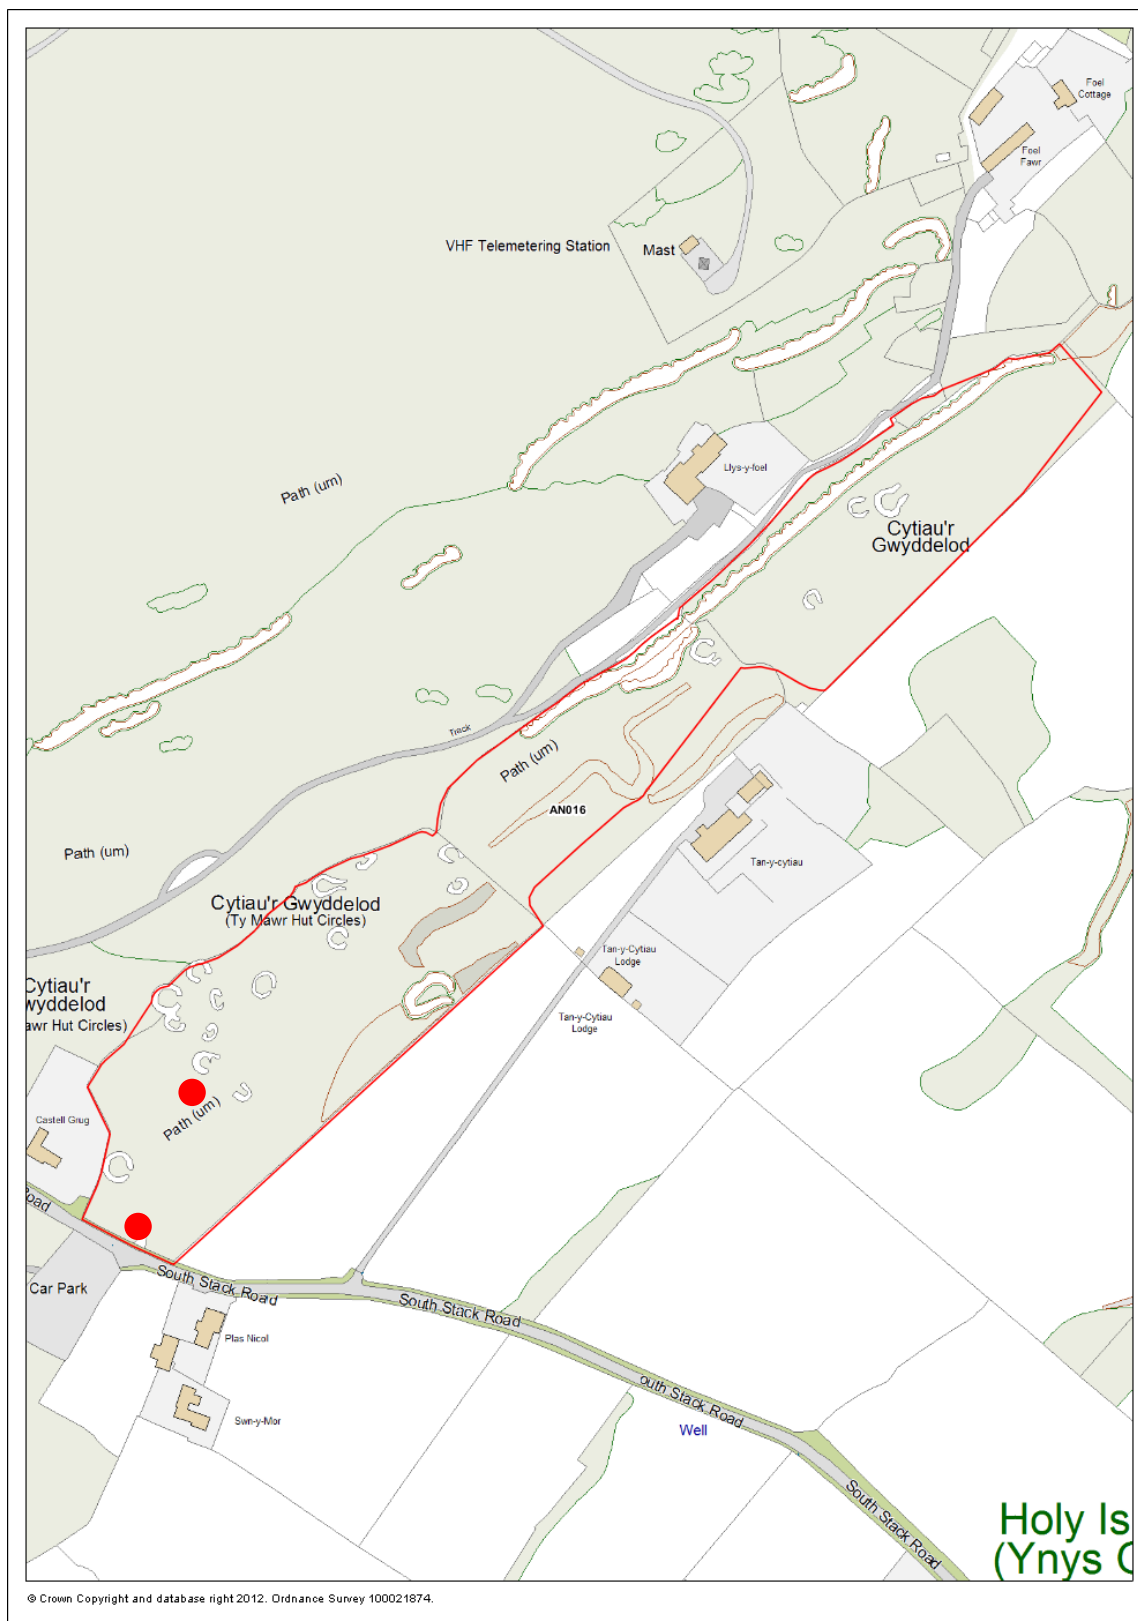 Foel
Cottage
Foel
Fawr
VHF Telemetering Station
Mast
Llys-y-foel
Path (um)
Cytiau'r
Gwyddelod
Track
Path (um)
AN016
Path (um)
Tan-y-cytiau
Cytiau'r Gwyddelod
(Ty Mawr Hut Circles)
Tan-y-Cytiau
Lodge
Cytiau'r
wyddelod
awr Hut Circles)
Tan-y-Cytiau
Lodge
Path (um)
Castell Grug
Road
Car Park
South Stack Road
South Stack Road
Plas Nicol
outh Stack Road
Swn-y-Mor
Well
South Stack Road
Holy Is
(Ynys C
© Crown Copyright and database right 2012. Ordnance Survey 100021874.